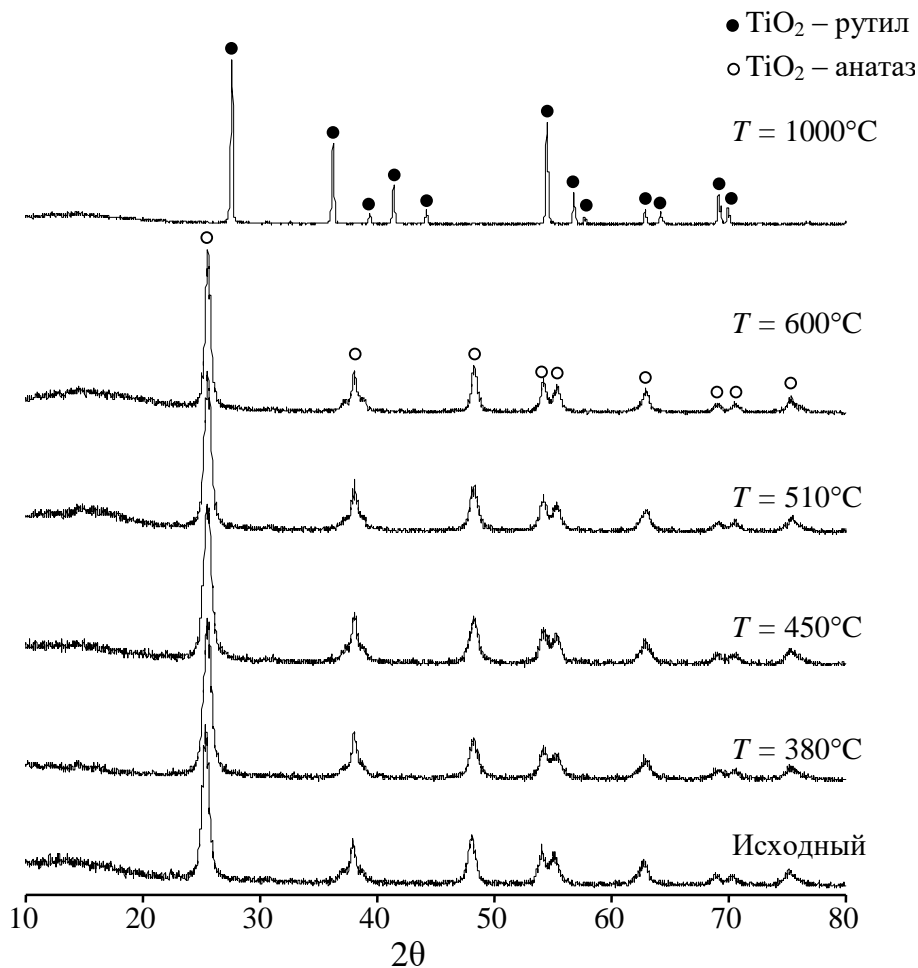 ● TiO₂ – рутил
○ TiO₂ – анатаз
T = 1000°C
T = 600°C
T = 510°C
T = 450°C
T = 380°C
Исходный
10 20 30 40 50 60 70 80
2θ